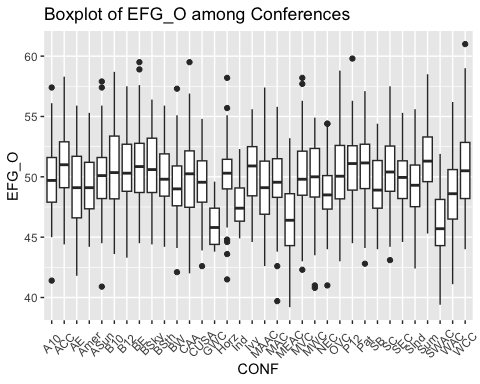 Boxplot of EFG_O among Conferences
60
55
50
45
40
EFG_O
A10
ACC
AE
Amer
ASun
B10
B12
BE
BSky
BSth
BW
CAA
CUSA
GWC
Horz
Ind
Ivy
MAAC
MAC
MEAC
MVC
MWC
NEC
OVC
P12
Pat
SB
SC
SEC
Slnd
Sum
SWAC
WAC
WCC
CONF